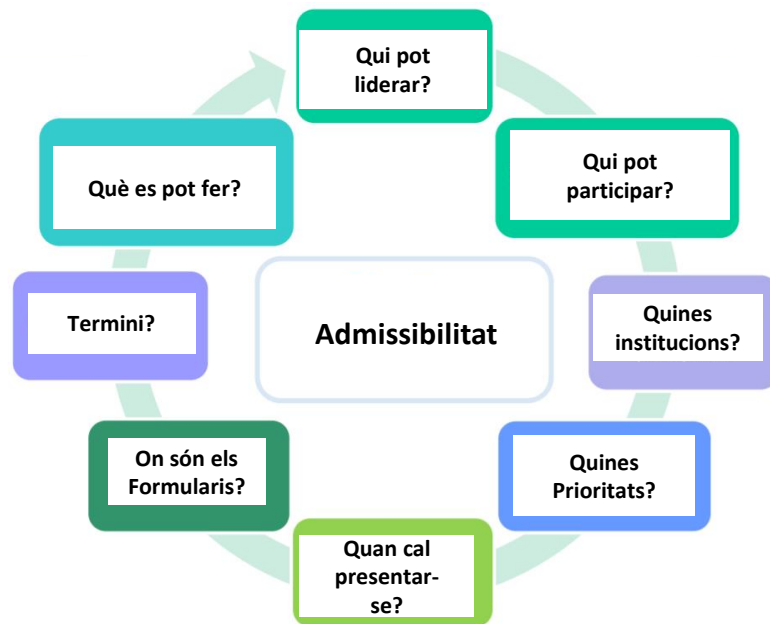 Qui pot
liderar?
Qui pot
participar?
Quines
institucions?
Quines
Prioritats?
Quan cal
presentar-
se?
On són els
Formularis?
Termini?
Què es pot fer?
Admissibilitat